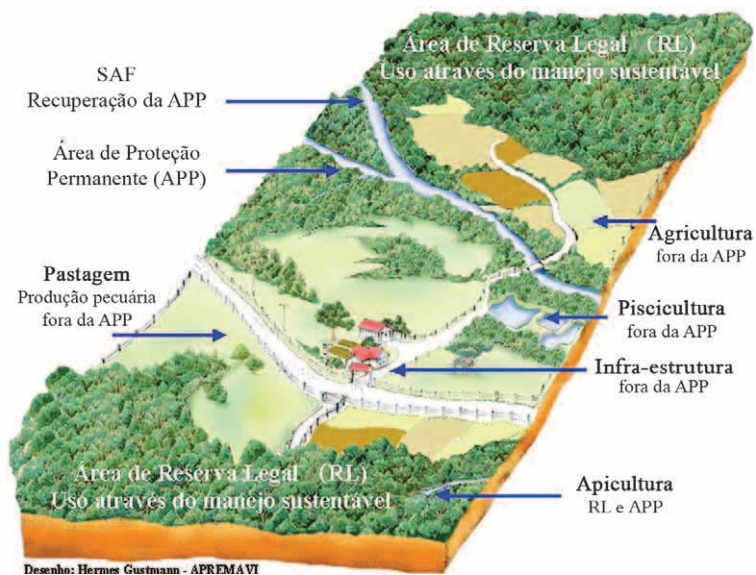 Área de Reserva Legal (RL)
Uso através do manejo sustentável
SAF
Recuperação da APP
Área de Proteção
Permanente (APP)
Agricultura
fora da APP
Pastagem
Produção pecuária
fora da APP
Piscicultura
fora da APP
Infra-estrutura
fora da APP
Área de Reserva Legal (RL)
Uso através do manejo sustentável
Apicultura
RL e APP
Desenho: Hermes Gustmann - APREMAVI